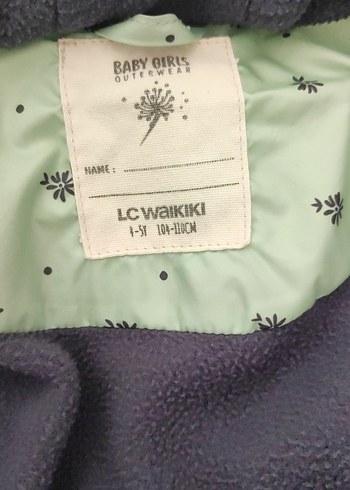 BABY GIRLS
OUTERWEAR
NAME:
LC WAIKIKI
4-5Y 104-110CM